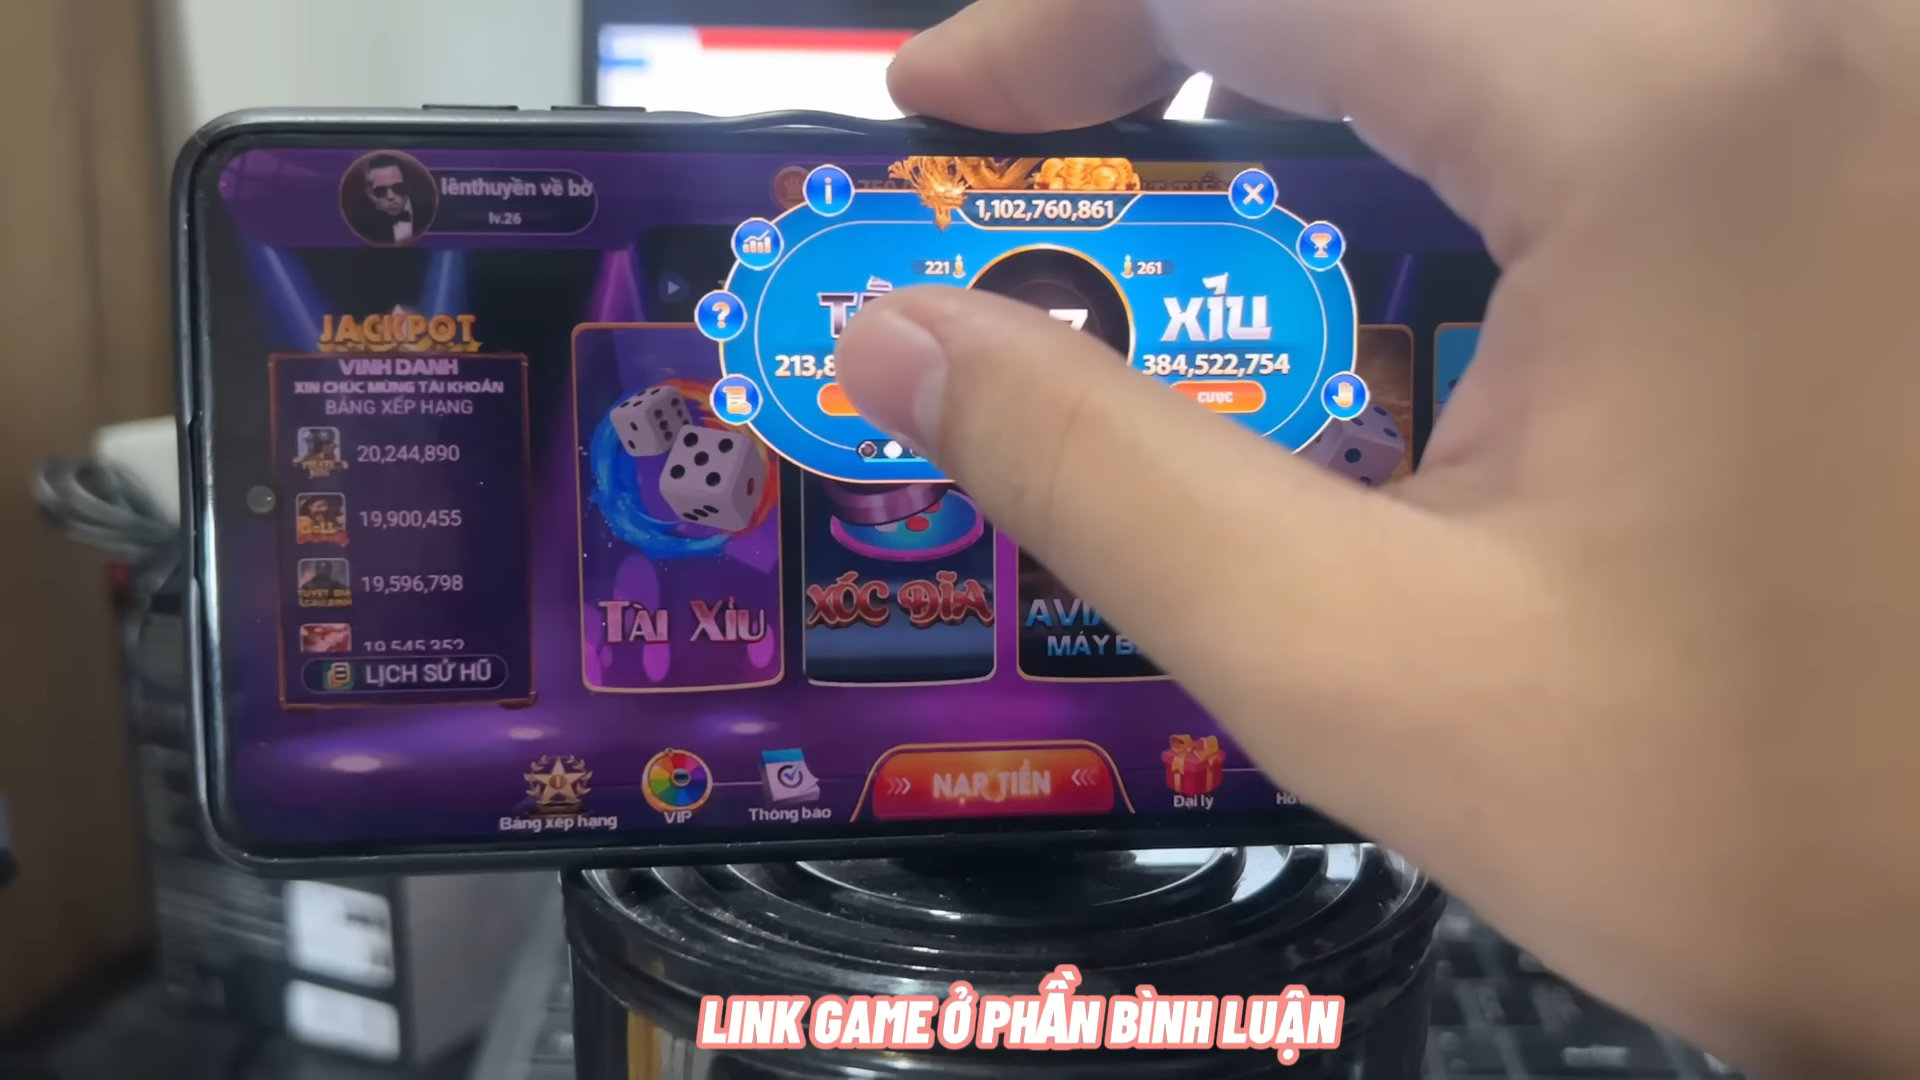 lênthuyền về bờ
lv.26
1,102,760,861
221
261
XỈU
384,522,754
CƯỢC
JACKPOT
VINH DANH
XIN CHÚC MỪNG TÀI KHOẢN
BẢNG XẾP HẠNG
20,244,890
19,900,455
19,596,798
19,545,352
LỊCH SỬ HŨ
TÀI XỈU
XÓC ĐĨA
MÁY
Bảng xếp hạng
VIP
Thông báo
NẠP TIỀN
Đại lý
LINK GAME Ở PHẦN BÌNH LUẬN